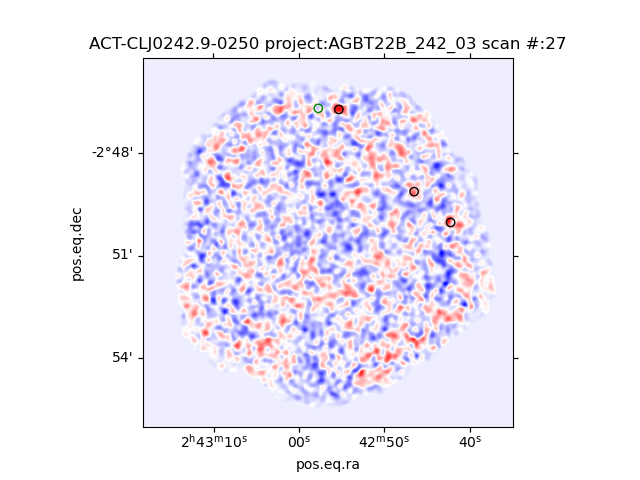 ACT-CLJ0242.9-0250 project:AGBT22B_242_03 scan #:27
-2°48'
51'
54'
pos.eq.dec
2ʰ43ᵐ10ˢ 00ˢ 42ᵐ50ˢ 40ˢ
pos.eq.ra